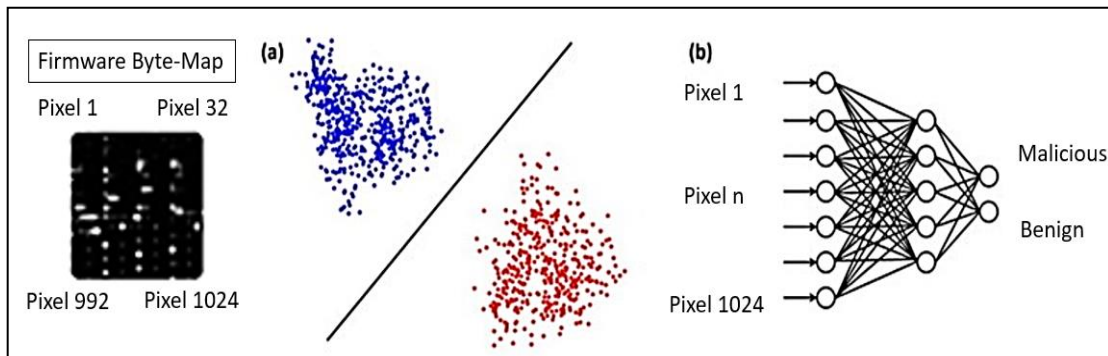 Firmware Byte-Map
Pixel 1 Pixel 32
Pixel 992 Pixel 1024
(a)
(b)
Pixel 1
Pixel n
Pixel 1024
Malicious
Benign